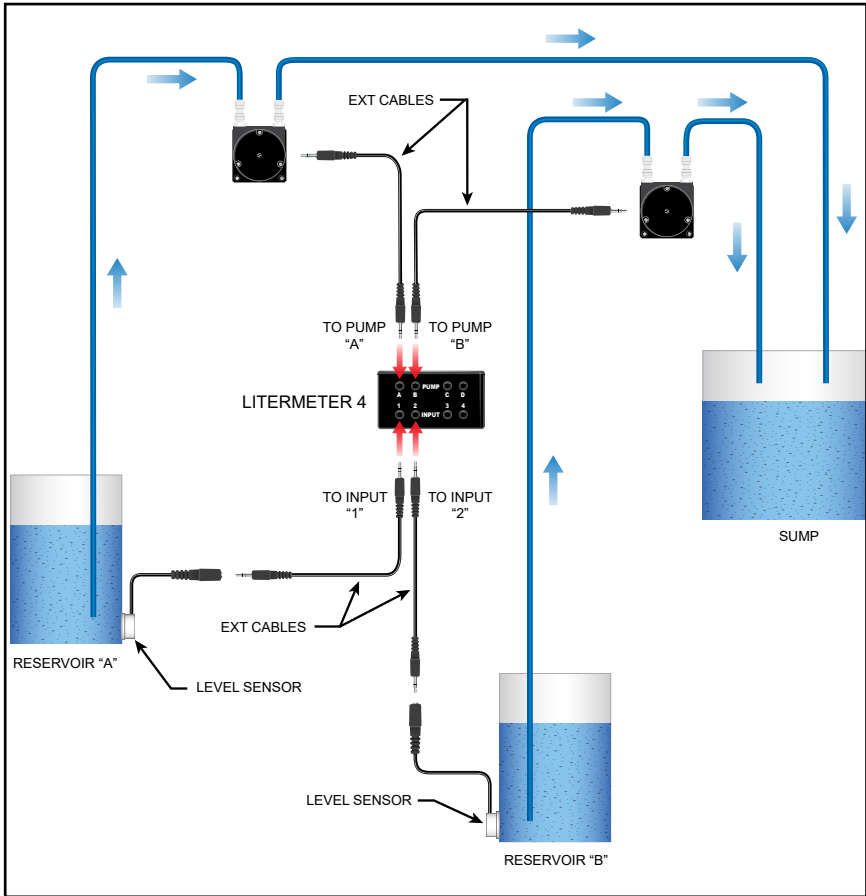 EXT CABLES
TO PUMP
“A”
TO PUMP
“B”
LITERMETER 4
PUMP
A B C D
1 2 3 4
INPUT
TO INPUT
“1”
TO INPUT
“2”
SUMP
EXT CABLES
RESERVOIR “A”
LEVEL SENSOR
LEVEL SENSOR
RESERVOIR “B”